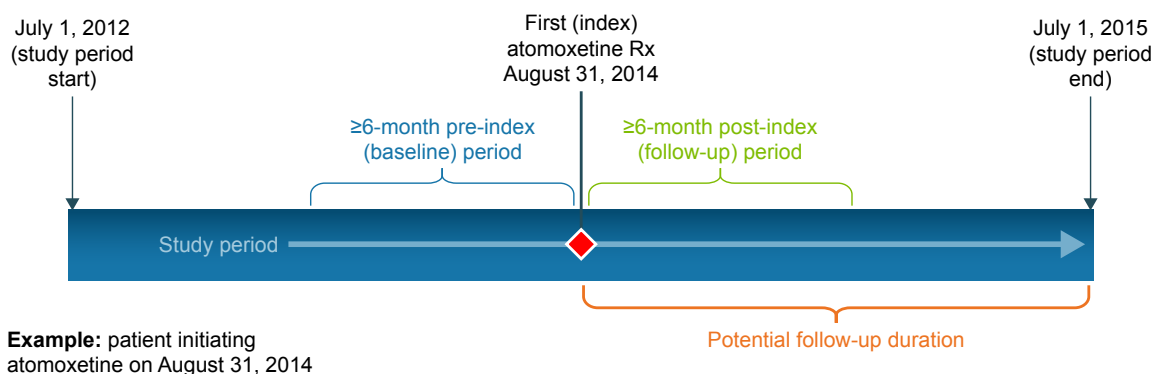 July 1, 2012
(study period
start)
First (index)
atomoxetine Rx
August 31, 2014
July 1, 2015
(study period
end)
≥6-month pre-index
(baseline) period
≥6-month post-index
(follow-up) period
Study period
Potential follow-up duration
Example: patient initiating
atomoxetine on August 31, 2014